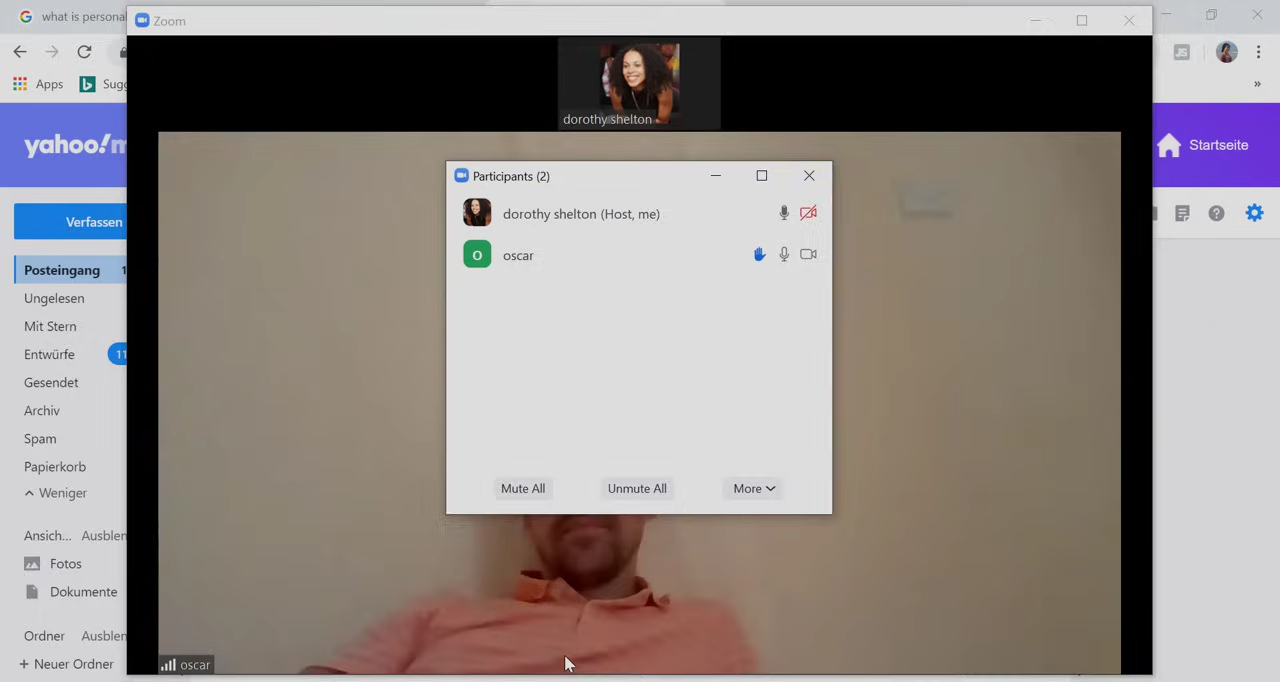 what is personal
Zoom
Apps
Sugg
dorothy shelton
yahoo!m
Startseite
Participants (2)
Verfassen
dorothy shelton (Host, me)
O oscar
Posteingang 1
Ungelesen
Mit Stern
Entwürfe 11
Gesendet
Archiv
Spam
Papierkorb
Weniger
Mute All Unmute All More
Ansich... Ausblen
Fotos
Dokumente
Ordner Ausblen
+ Neuer Ordner
oscar
JS